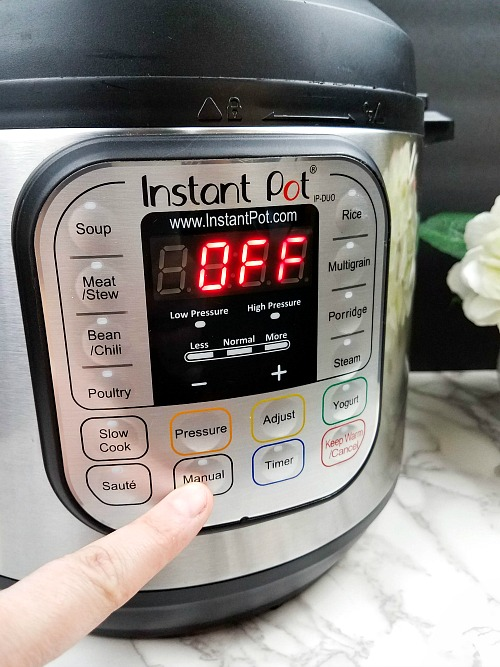 Instant Pot®
IP-DUO
www.InstantPot.com
OFF
Low Pressure
High Pressure
Less
Normal
More
−
+
Soup
Meat
/Stew
Bean
/Chili
Poultry
Rice
Multigrain
Porridge
Steam
Slow
Cook
Pressure
Adjust
Yogurt
Sauté
Manual
Timer
Keep Warm
/Cancel